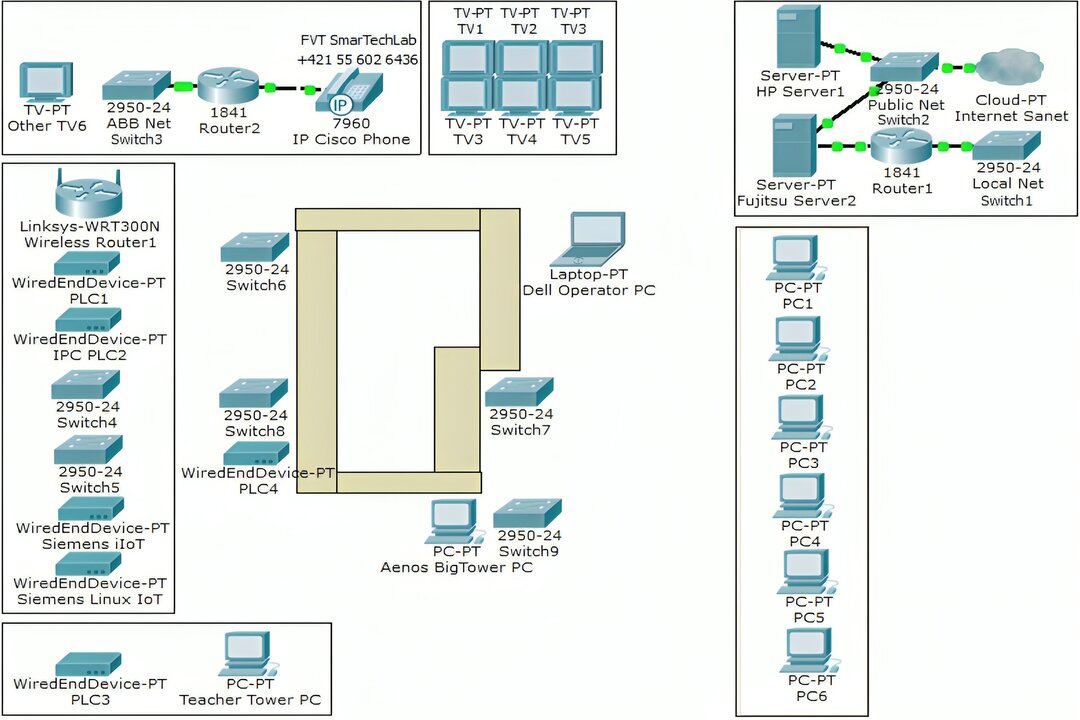 FVT SmarTechLab
+421 55 602 6436
TV-PT
Other TV6
2950-24
ABB Net
Switch3
1841
Router2
IP
7960
IP Cisco Phone
TV-PT TV-PT TV-PT
TV1 TV2 TV3
TV-PT TV-PT TV-PT
TV3 TV4 TV5
Server-PT
HP Server1
2950-24
Public Net
Switch2
Cloud-PT
Internet Sanet
Server-PT
Fujitsu Server2
1841
Router1
2950-24
Local Net
Switch1
Linksys-WRT300N
Wireless Router1
WiredEndDevice-PT
PLC1
WiredEndDevice-PT
IPC PLC2
2950-24
Switch4
2950-24
Switch5
WiredEndDevice-PT
Siemens iIoT
WiredEndDevice-PT
Siemens Linux IoT
2950-24
Switch6
Laptop-PT
Dell Operator PC
2950-24
Switch8
2950-24
Switch7
WiredEndDevice-PT
PLC4
PC-PT
Aenos BigTower PC
2950-24
Switch9
PC-PT
PC1
PC-PT
PC2
PC-PT
PC3
PC-PT
PC4
PC-PT
PC5
PC-PT
PC6
WiredEndDevice-PT
PLC3
PC-PT
Teacher Tower PC